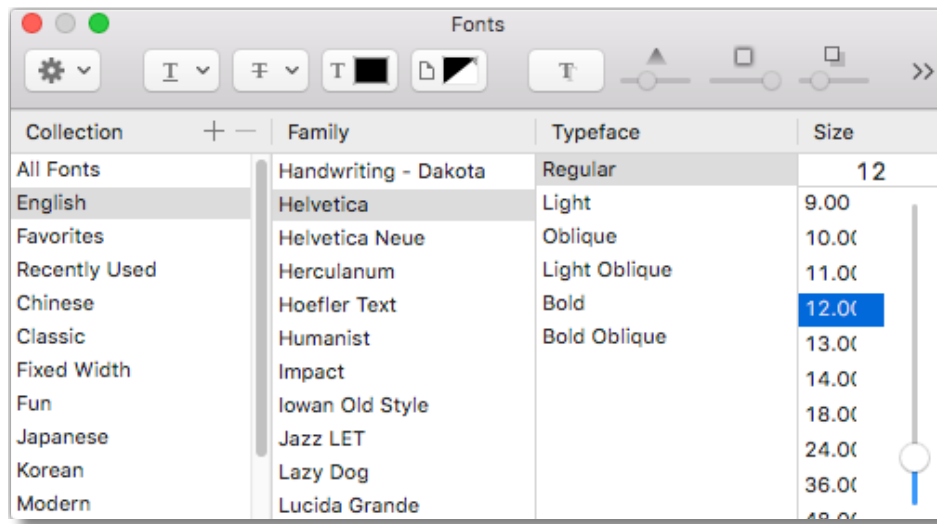 Fonts
T T T T
Collection + — Family Typeface Size
All Fonts Handwriting - Dakota Regular 12
English Helvetica Light 9.00
Favorites Helvetica Neue Oblique 10.0
Recently Used Herculanum Light Oblique 11.0
Chinese Hoefler Text Bold 12.0
Classic Humanist Bold Oblique 13.0
Fixed Width Impact 14.0
Fun Iowan Old Style 18.0
Japanese Jazz LET 24.0
Korean Lazy Dog 36.0
Modern Lucida Grande